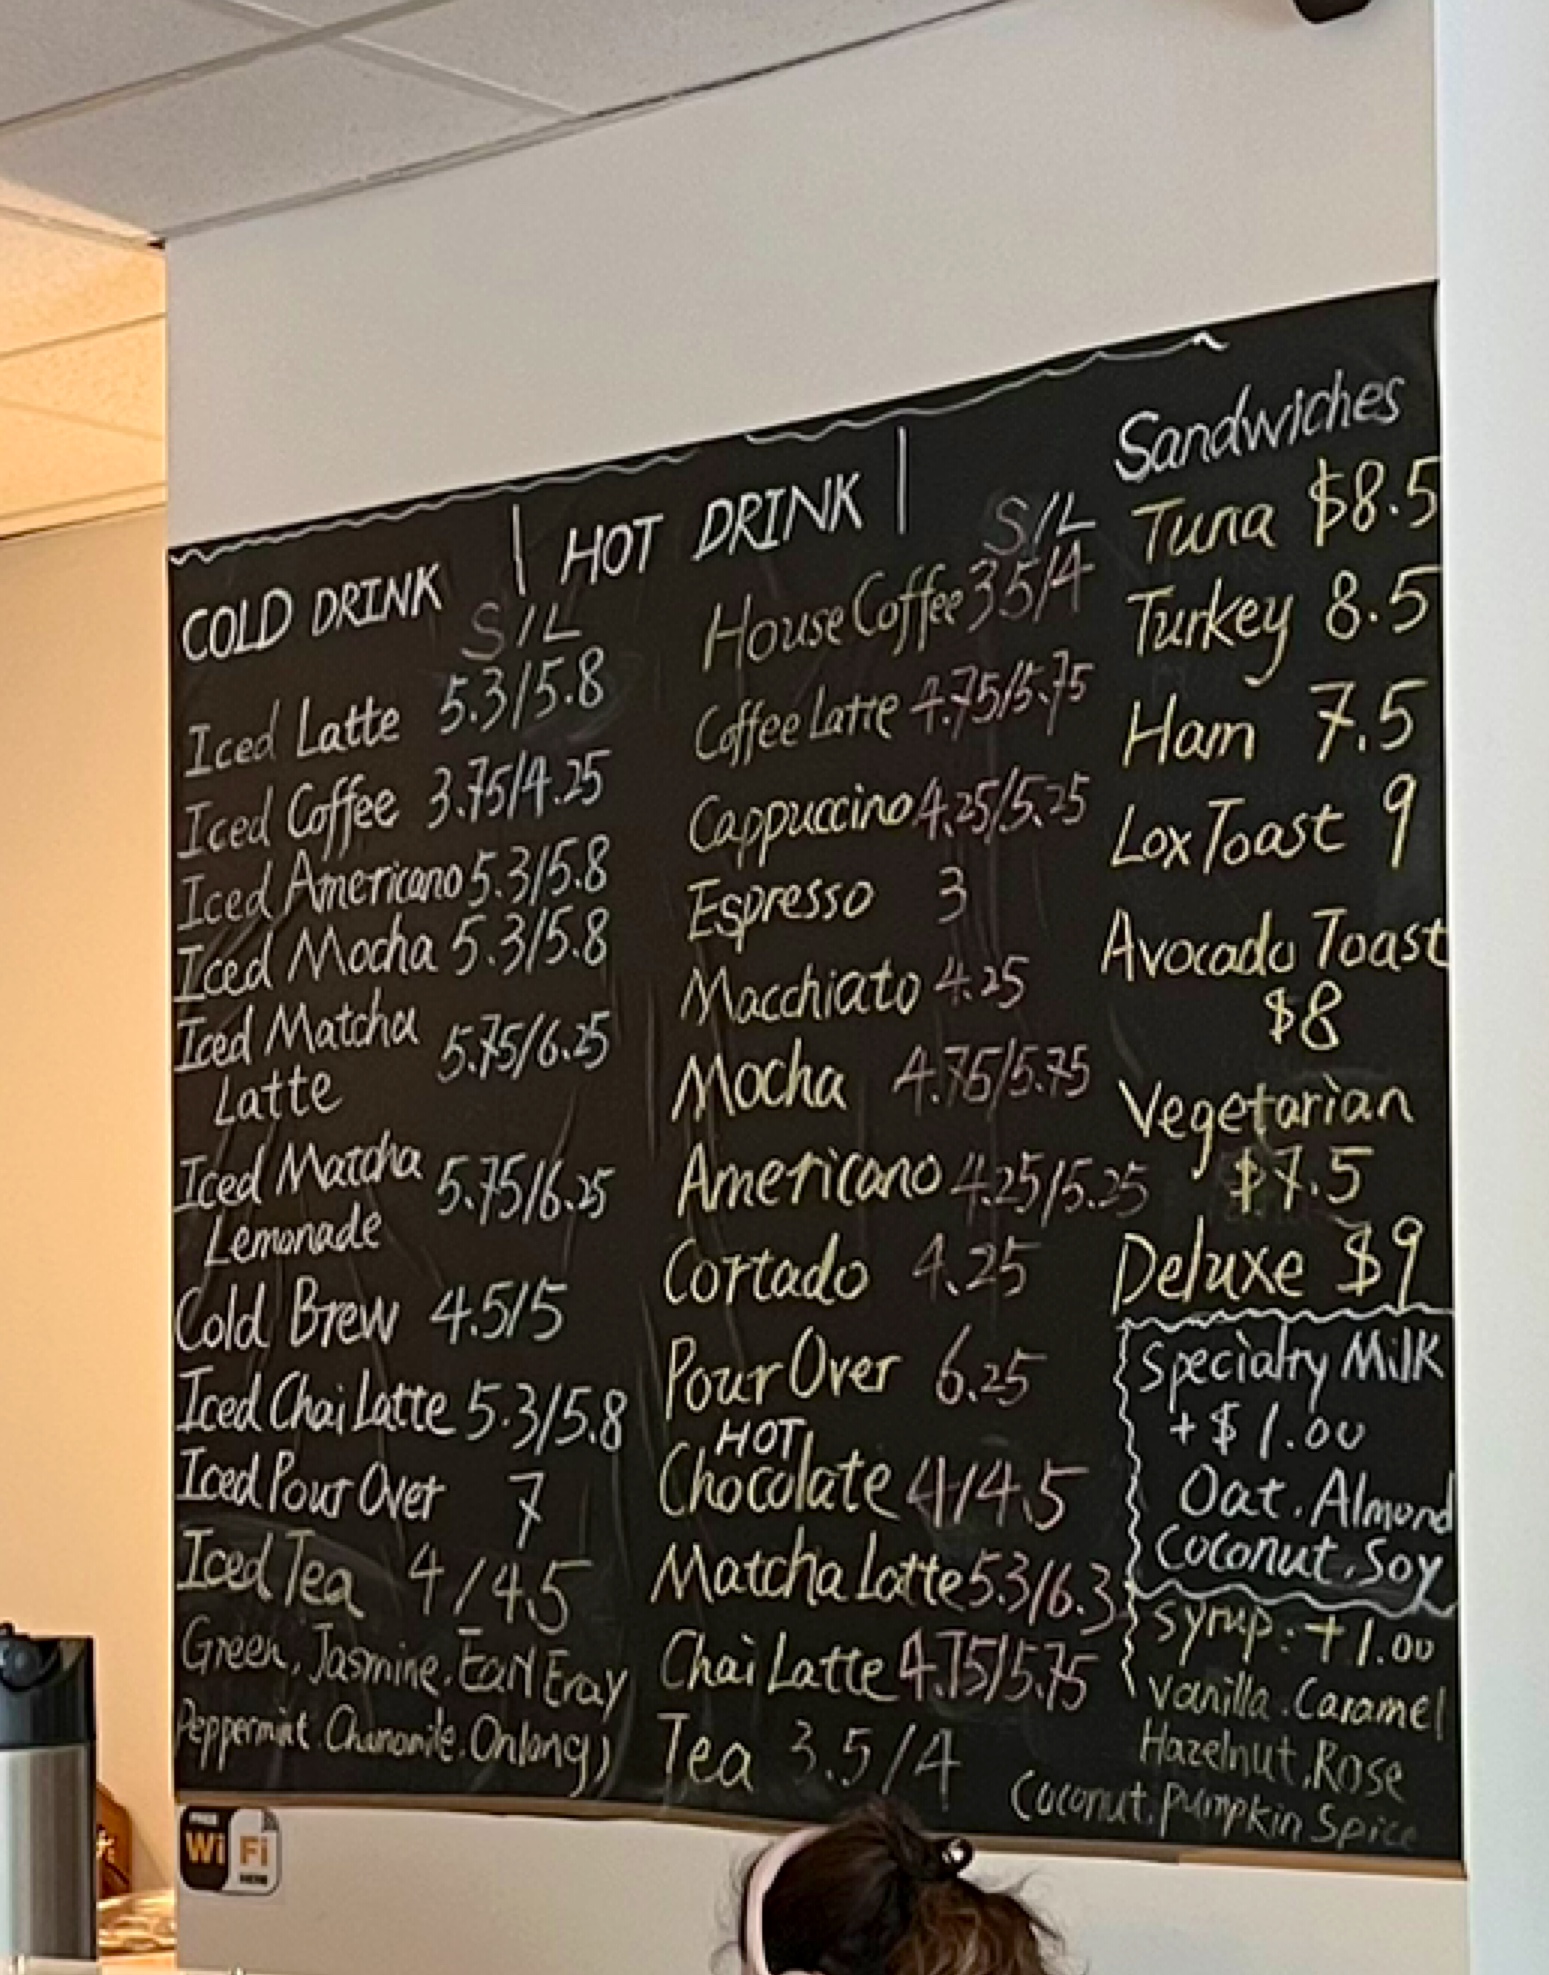 COLD DRINK | HOT DRINK |
S/L
Iced Latte 5.3/5.8
Iced Coffee 3.75/4.25
Iced Americano 5.3/5.8
Iced Mocha 5.3/5.8
Iced Matcha 5.75/6.25
Latte
Iced Matcha 5.75/6.25
Lemonade
Cold Brew 4.5/5
Iced Chai Latte 5.3/5.8
Iced Pour Over 7
Iced Tea 4/4.5
Green, Jasmine, Earl Eray
Peppermint. Chamomile. Onlong)
S/L
House Coffee 3.5/4
Coffee Latte 4.75/5.75
Cappuccino 4.25/5.25
Espresso 3
Macchiato 4.25
Mocha 4.75/5.75
Americano 4.25/5.25
Cortado 4.25
Pour Over 6.25
HOT
Chocolate 4/4.5
Matcha Latte 5.3/6.3
Chai Latte 4.75/5.75
Tea 3.5/4
Sandwiches
Tuna $8.5
Turkey 8.5
Ham 7.5
Lox Toast 9
Avocado Toast
$8
Vegetarian
$7.5
Deluxe $9
Specialty Milk
+$1.00
Oat. Almond
Coconut. Soy
Syrup: +1.00
Vanilla. Caramel
Hazelnut, Rose
Coconut. Pumpkin Spice
FREE
Wi Fi
HERE